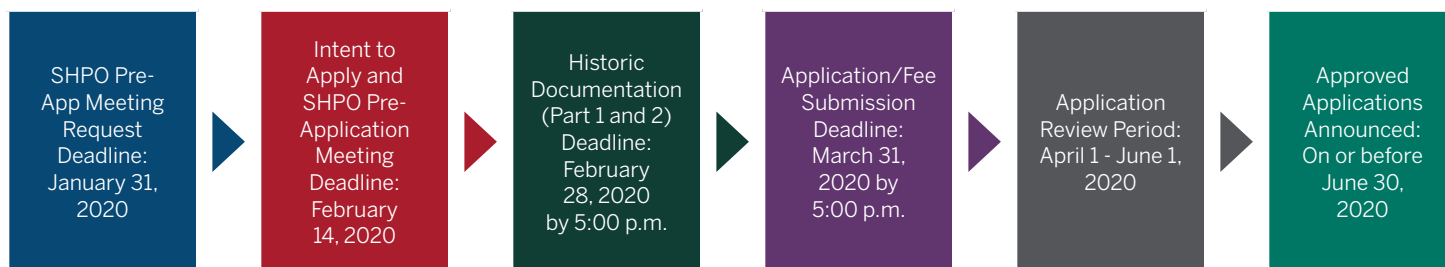 SHPO Pre-
App Meeting
Request
Deadline:
January 31,
2020
Intent to
Apply and
SHPO Pre-
Application
Meeting
Deadline:
February
14, 2020
Historic
Documentation
(Part 1 and 2)
Deadline:
February
28, 2020
by 5:00 p.m.
Application/Fee
Submission
Deadline:
March 31,
2020 by
5:00 p.m.
Application
Review Period:
April 1 - June 1,
2020
Approved
Applications
Announced:
On or before
June 30,
2020